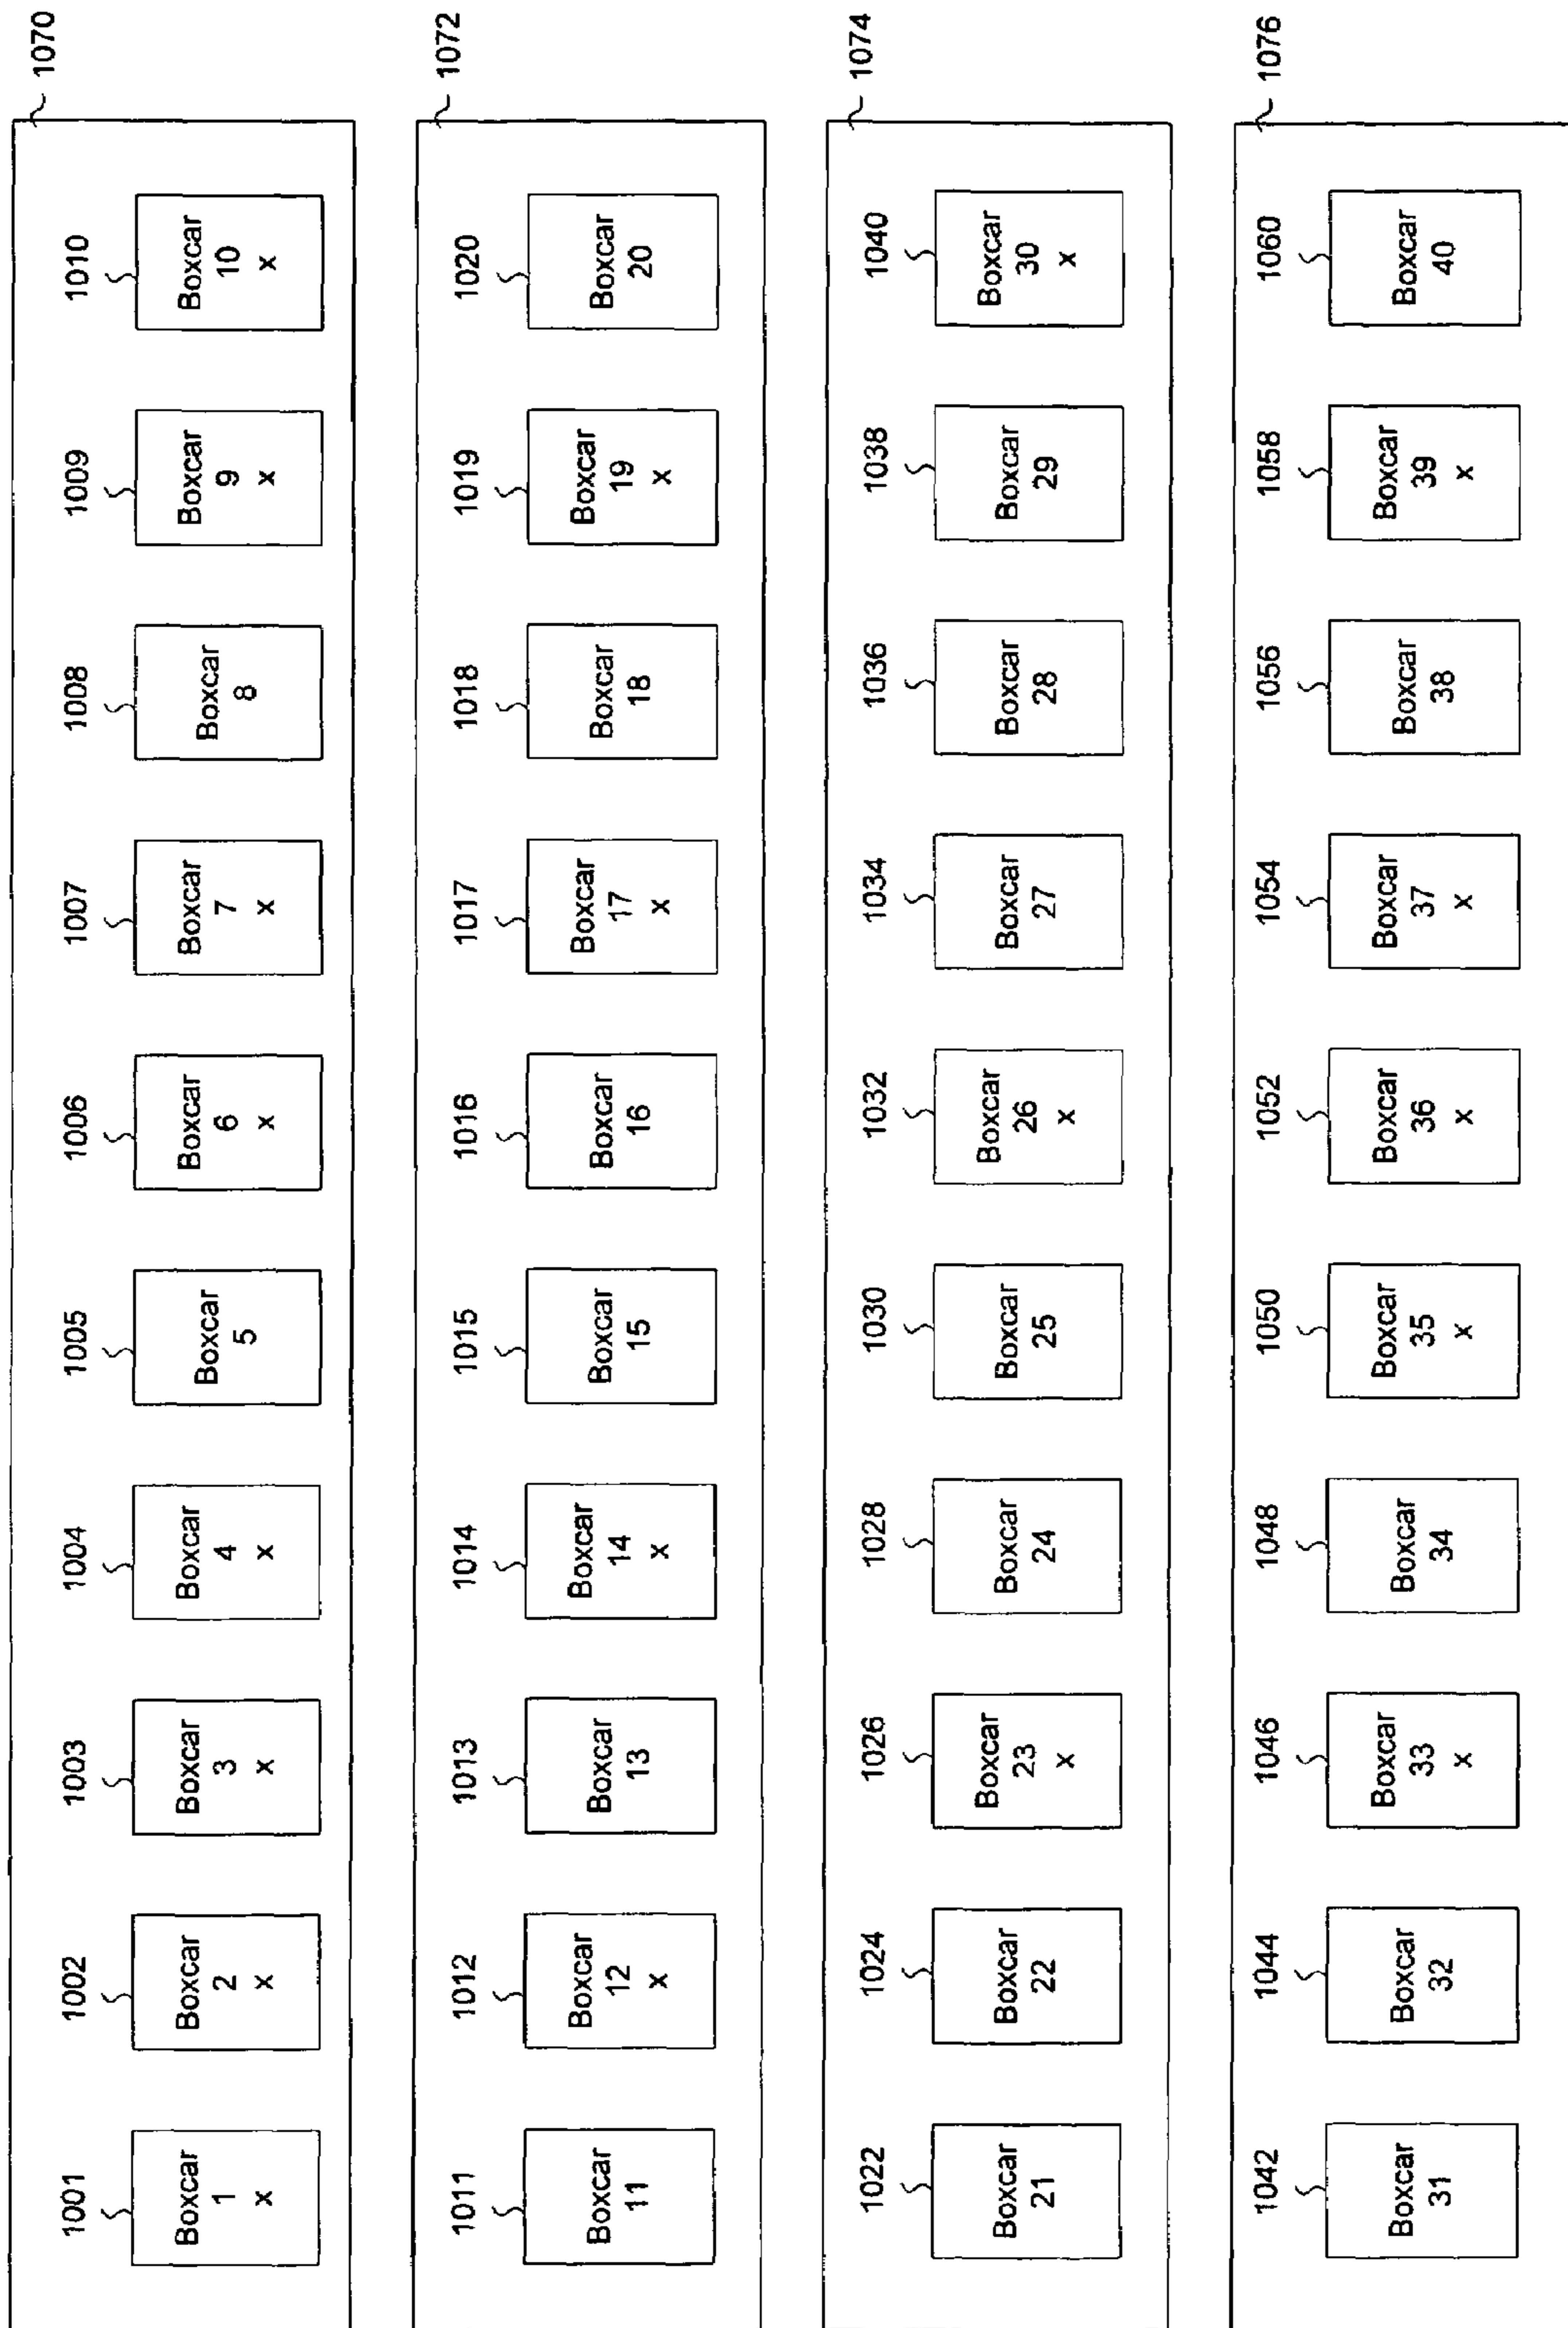 1070
1001 1002 1003 1004 1005 1006 1007 1008 1009 1010
Boxcar Boxcar Boxcar Boxcar Boxcar Boxcar Boxcar Boxcar Boxcar Boxcar
1 2 3 4 5 6 7 8 9 10
x x x x x x x x
1072
1011 1012 1013 1014 1015 1016 1017 1018 1019 1020
Boxcar Boxcar Boxcar Boxcar Boxcar Boxcar Boxcar Boxcar Boxcar Boxcar
11 12 13 14 15 16 17 18 19 20
x x x x
1074
1022 1024 1026 1028 1030 1032 1034 1036 1038 1040
Boxcar Boxcar Boxcar Boxcar Boxcar Boxcar Boxcar Boxcar Boxcar Boxcar
21 22 23 24 25 26 27 28 29 30
x x x
1076
1042 1044 1046 1048 1050 1052 1054 1056 1058 1060
Boxcar Boxcar Boxcar Boxcar Boxcar Boxcar Boxcar Boxcar Boxcar Boxcar
31 32 33 34 35 36 37 38 39 40
x x x x x